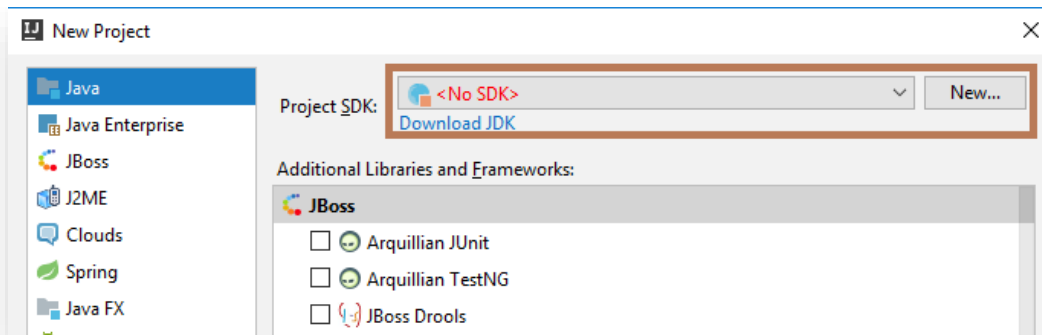 New Project
Java
Java Enterprise
JBoss
J2ME
Clouds
Spring
Java FX
Project SDK:
<No SDK>
New...
Download JDK
Additional Libraries and Frameworks:
JBoss
Arquillian JUnit
Arquillian TestNG
JBoss Drools